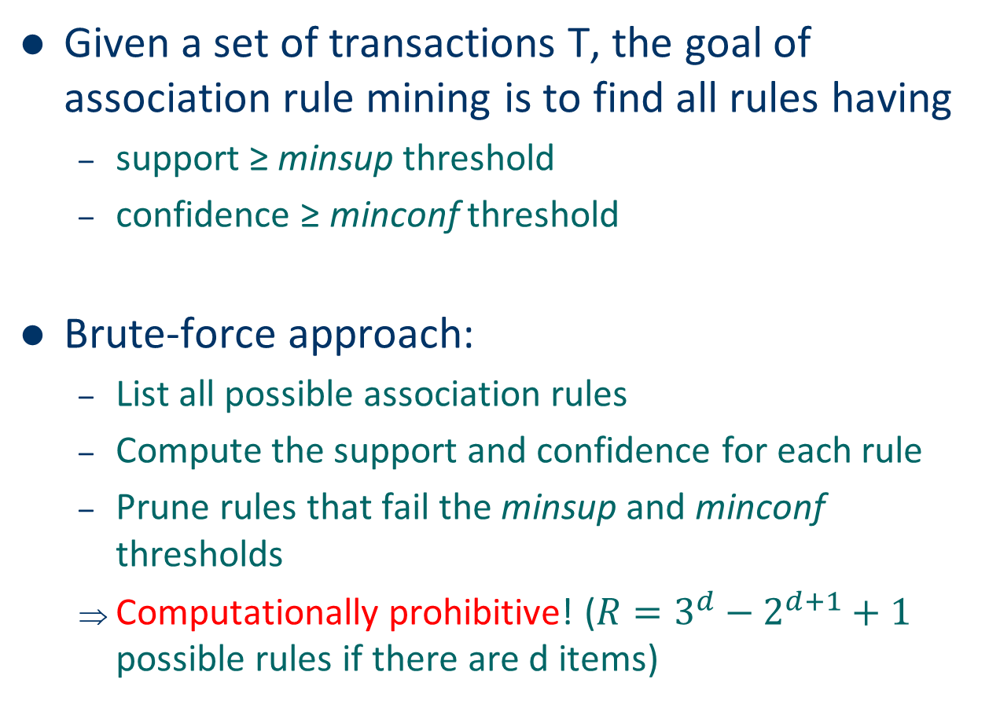 ● Given a set of transactions T, the goal of
association rule mining is to find all rules having
– support ≥ minsup threshold
– confidence ≥ minconf threshold
● Brute-force approach:
– List all possible association rules
– Compute the support and confidence for each rule
– Prune rules that fail the minsup and minconf
thresholds
⇒ Computationally prohibitive! (𝑅 = 3^𝑑 − 2^{𝑑+1} + 1
possible rules if there are d items)